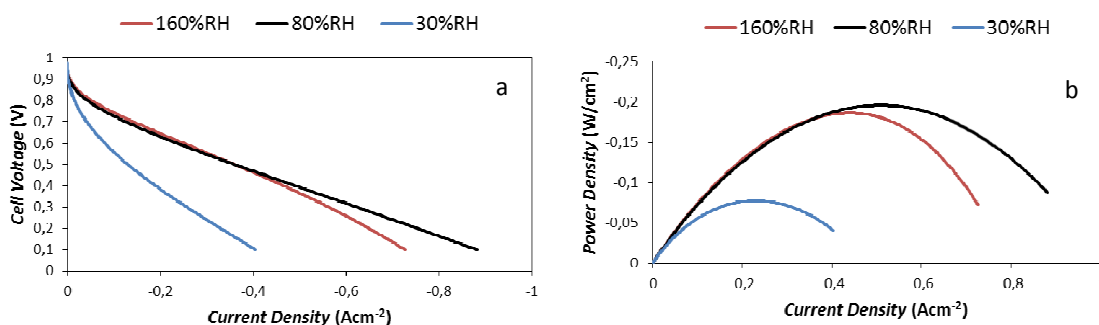 160%RH 80%RH 30%RH
a
Cell Voltage (V)
1
0,9
0,8
0,7
0,6
0,5
0,4
0,3
0,2
0,1
0
0 -0,2 -0,4 -0,6 -0,8 -1
Current Density (Acm-2)
160%RH 80%RH 30%RH
b
Power Density (W/cm2)
-0,25
-0,2
-0,15
-0,1
-0,05
0
0 0,2 0,4 0,6 0,8
Current Density (Acm-2)